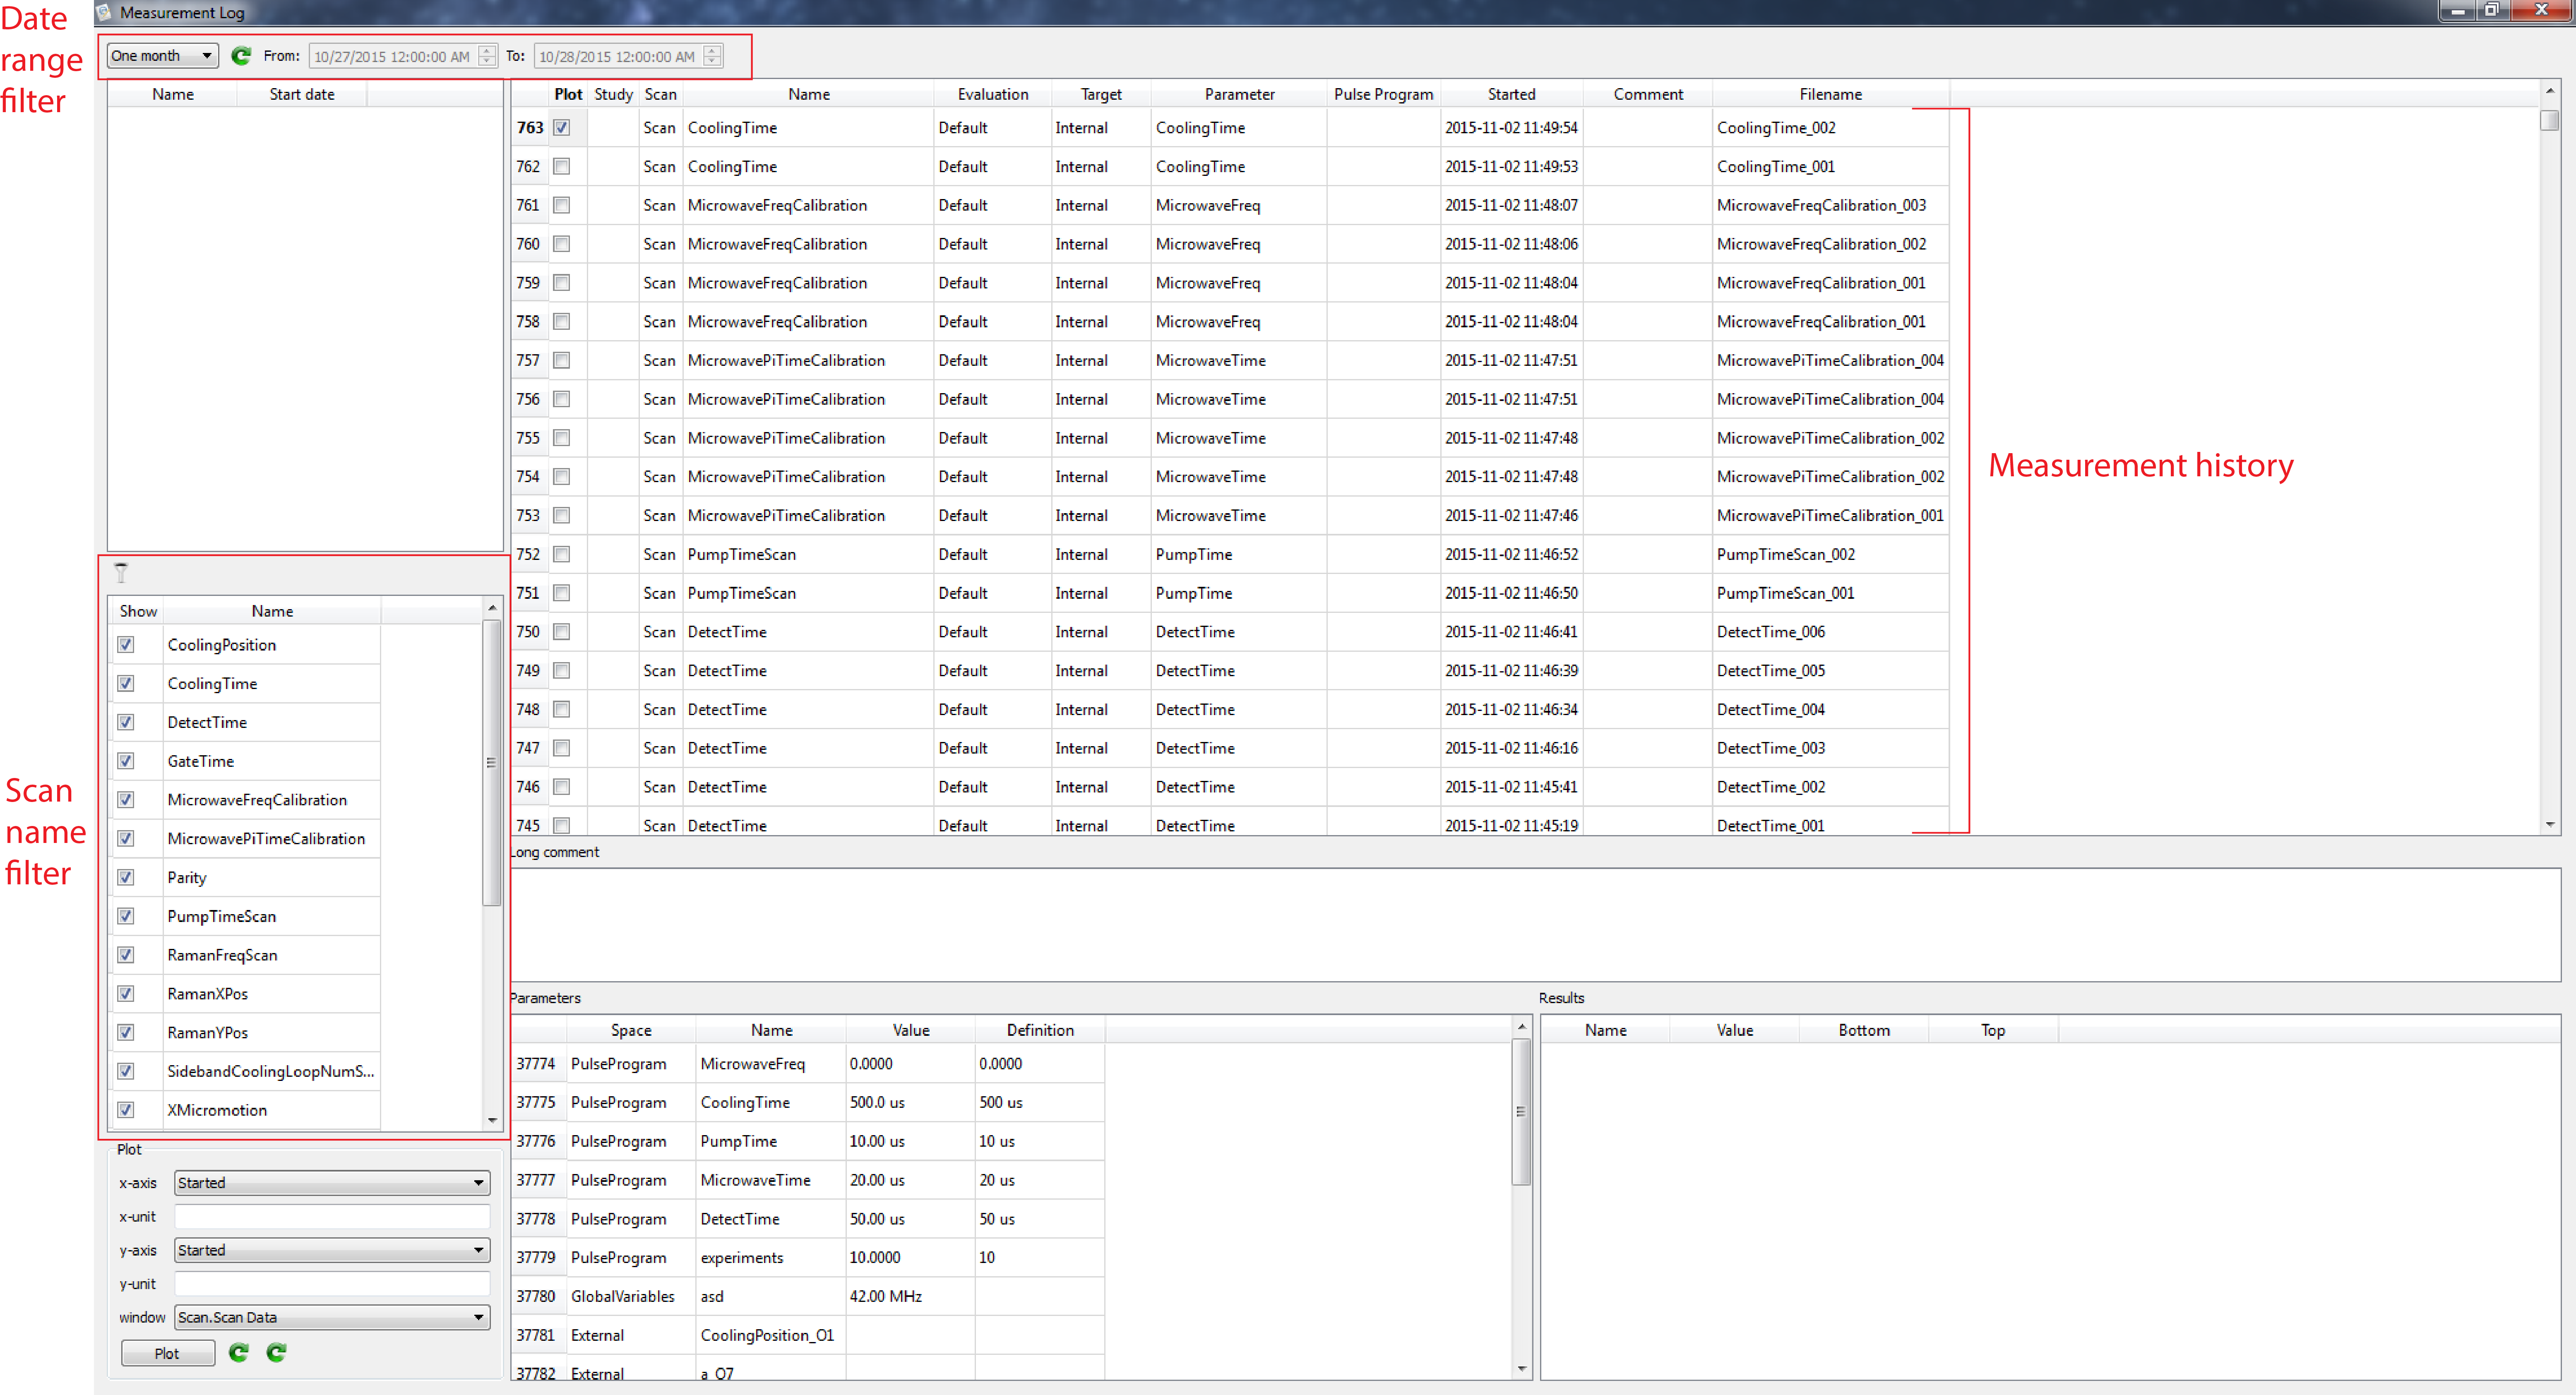 Date
range
filter
Measurement Log
One month From: 10/27/2015 12:00:00 AM To: 10/28/2015 12:00:00 AM
Name Start date
Plot Study Scan Name Evaluation Target Parameter Pulse Program Started Comment Filename
763 Scan CoolingTime Default Internal CoolingTime 2015-11-02 11:49:54 CoolingTime_002
762 Scan CoolingTime Default Internal CoolingTime 2015-11-02 11:49:53 CoolingTime_001
761 Scan MicrowaveFreqCalibration Default Internal MicrowaveFreq 2015-11-02 11:48:07 MicrowaveFreqCalibration_003
760 Scan MicrowaveFreqCalibration Default Internal MicrowaveFreq 2015-11-02 11:48:06 MicrowaveFreqCalibration_002
759 Scan MicrowaveFreqCalibration Default Internal MicrowaveFreq 2015-11-02 11:48:04 MicrowaveFreqCalibration_001
758 Scan MicrowaveFreqCalibration Default Internal MicrowaveFreq 2015-11-02 11:48:04 MicrowaveFreqCalibration_001
757 Scan MicrowavePiTimeCalibration Default Internal MicrowaveTime 2015-11-02 11:47:51 MicrowavePiTimeCalibration_004
756 Scan MicrowavePiTimeCalibration Default Internal MicrowaveTime 2015-11-02 11:47:51 MicrowavePiTimeCalibration_004
755 Scan MicrowavePiTimeCalibration Default Internal MicrowaveTime 2015-11-02 11:47:48 MicrowavePiTimeCalibration_002
754 Scan MicrowavePiTimeCalibration Default Internal MicrowaveTime 2015-11-02 11:47:48 MicrowavePiTimeCalibration_002
753 Scan MicrowavePiTimeCalibration Default Internal MicrowaveTime 2015-11-02 11:47:46 MicrowavePiTimeCalibration_001
752 Scan PumpTimeScan Default Internal PumpTime 2015-11-02 11:46:52 PumpTimeScan_002
751 Scan PumpTimeScan Default Internal PumpTime 2015-11-02 11:46:50 PumpTimeScan_001
750 Scan DetectTime Default Internal DetectTime 2015-11-02 11:46:41 DetectTime_006
749 Scan DetectTime Default Internal DetectTime 2015-11-02 11:46:39 DetectTime_005
748 Scan DetectTime Default Internal DetectTime 2015-11-02 11:46:34 DetectTime_004
747 Scan DetectTime Default Internal DetectTime 2015-11-02 11:46:16 DetectTime_003
746 Scan DetectTime Default Internal DetectTime 2015-11-02 11:45:41 DetectTime_002
745 Scan DetectTime Default Internal DetectTime 2015-11-02 11:45:19 DetectTime_001
Measurement history
Scan
name
filter
Show Name
CoolingPosition
CoolingTime
DetectTime
GateTime
MicrowaveFreqCalibration
MicrowavePiTimeCalibration
Parity
PumpTimeScan
RamanFreqScan
RamanXPos
RamanYPos
SidebandCoolingLoopNumS...
XMicromotion
Plot
x-axis Started
x-unit
y-axis Started
y-unit
window Scan.Scan Data
Plot
Long comment
Parameters
Space Name Value Definition
37774 PulseProgram MicrowaveFreq 0.0000 0.0000
37775 PulseProgram CoolingTime 500.0 us 500 us
37776 PulseProgram PumpTime 10.00 us 10 us
37777 PulseProgram MicrowaveTime 20.00 us 20 us
37778 PulseProgram DetectTime 50.00 us 50 us
37779 PulseProgram experiments 10.0000 10
37780 GlobalVariables asd 42.00 MHz
37781 External CoolingPosition_O1
37782 External a_O7
Results
Name Value Bottom Top